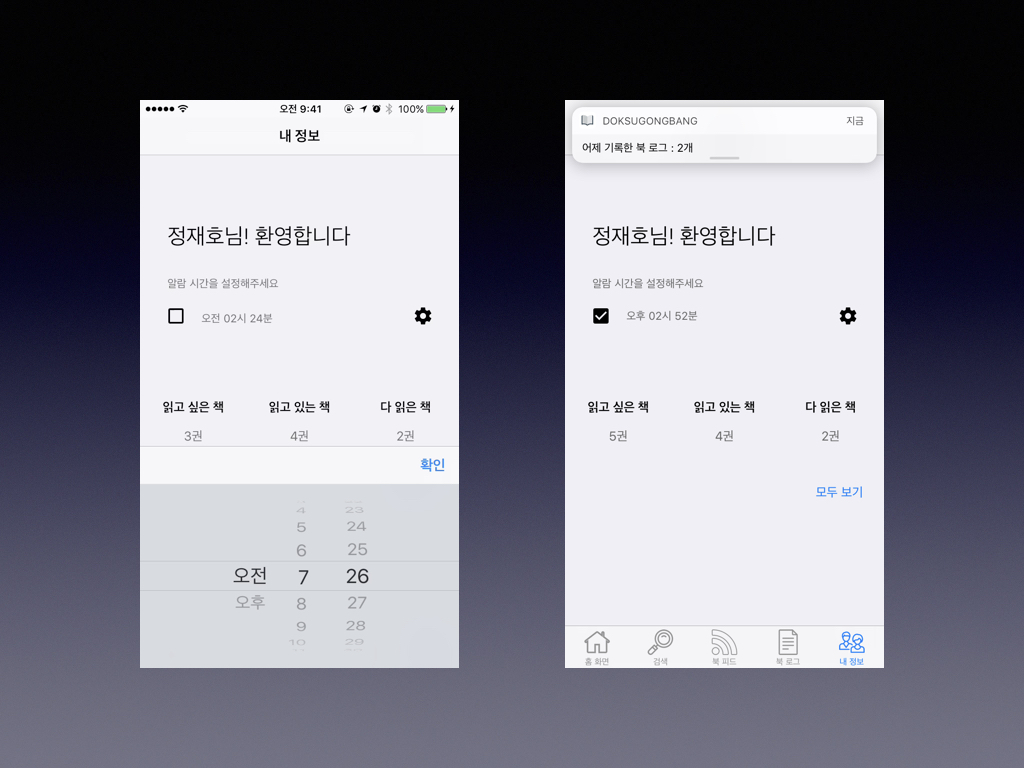 오전 9:41
100%
내 정보
정재호님! 환영합니다
알람 시간을 설정해주세요
오전 02시 24분
읽고 싶은 책 읽고 있는 책 다 읽은 책
3권 4권 2권
확인
4 23
5 24
6 25
오전 7 26
오후 8 27
9 28
10 29
DOKSUGONGBANG 지금
어제 기록한 북 로그 : 2개
정재호님! 환영합니다
알람 시간을 설정해주세요
오후 02시 52분
읽고 싶은 책 읽고 있는 책 다 읽은 책
5권 4권 2권
모두 보기
홈 화면 검색 북 피드 북 로그 내 정보